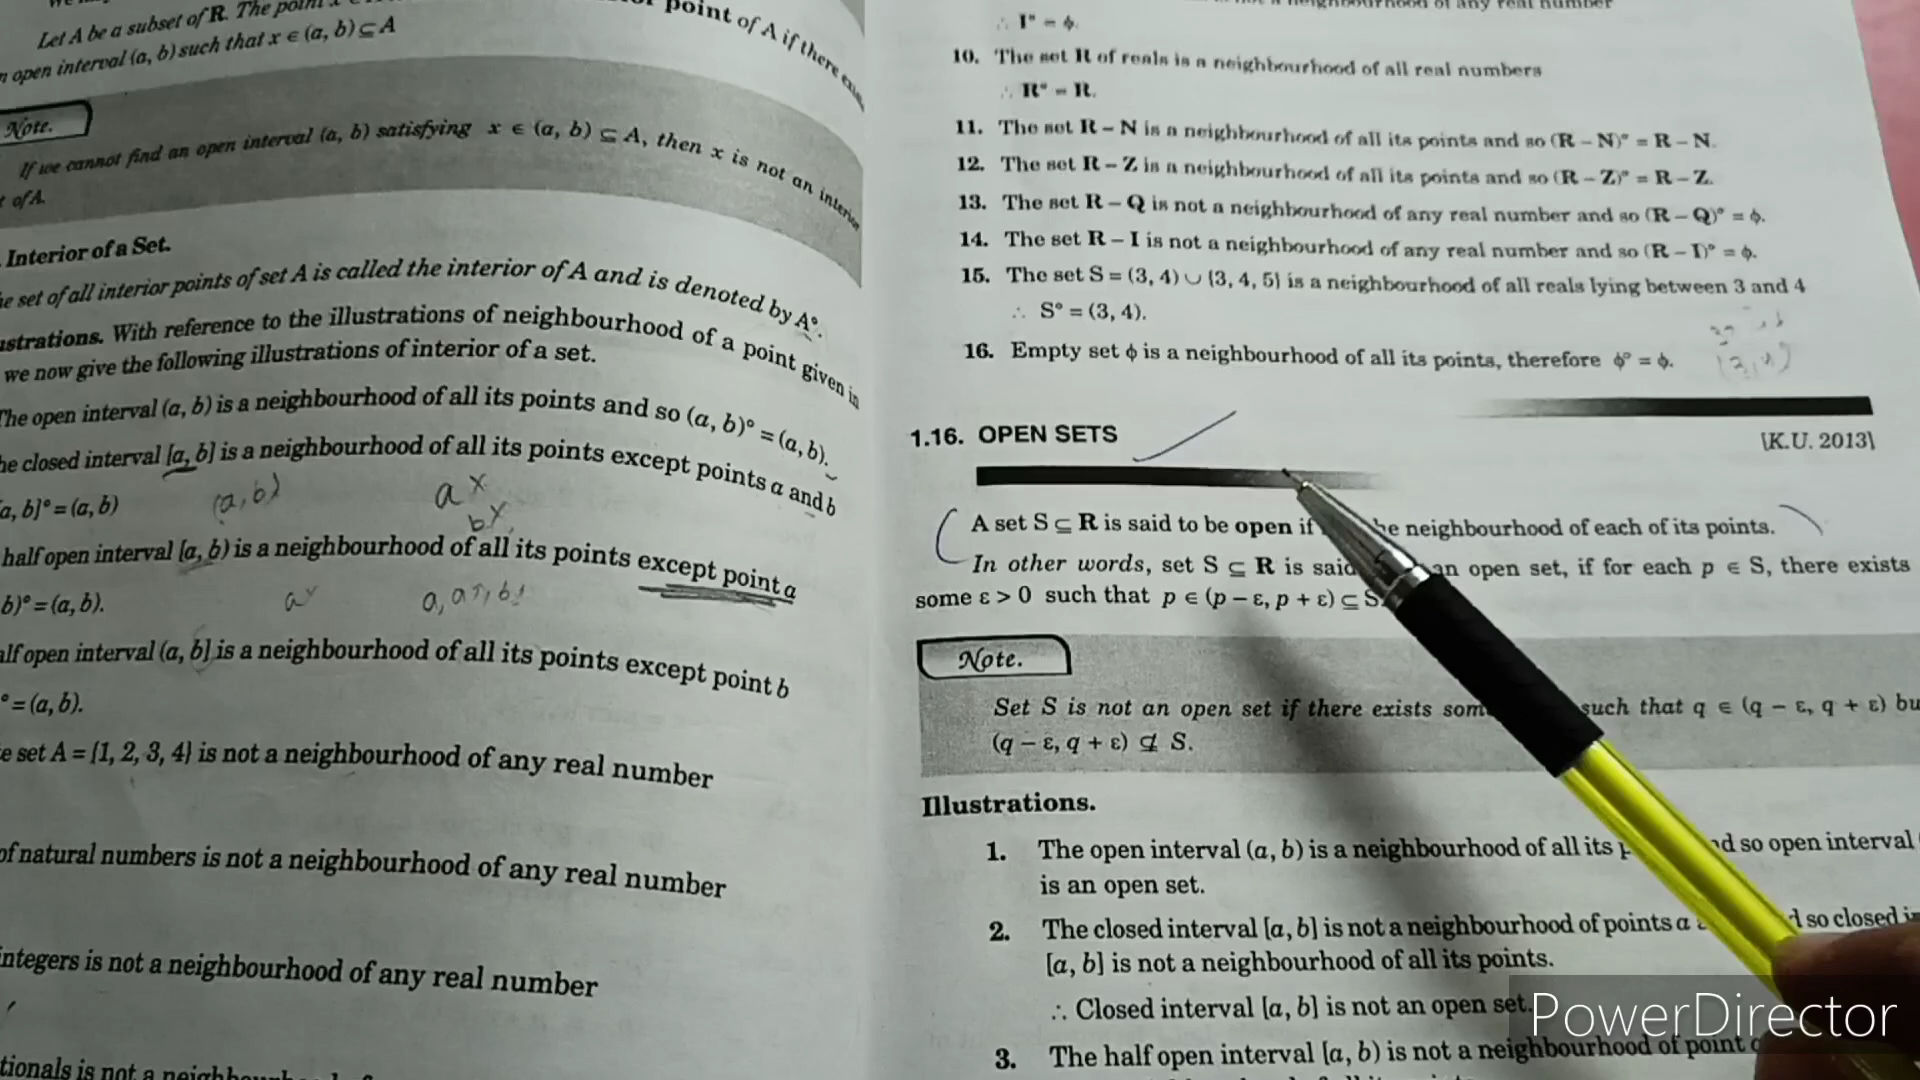 Let A be a subset of R. The point x point of A if there
open interval (a, b) such that x ∈ (a, b) ⊆ A
Note.
If we cannot find an open interval (a, b) satisfying x ∈ (a, b) ⊆ A, then x is not an interior
of A.
Interior of a Set.
set of all interior points of set A is called the interior of A and is denoted by A°.
With reference to the illustrations of neighbourhood of a point given in
we now give the following illustrations of interior of a set.
The open interval (a, b) is a neighbourhood of all its points and so (a, b)° = (a, b).
closed interval [a, b] is a neighbourhood of all its points except points a and b
a, b]° = (a, b)
(a, b)
a x
b x
half open interval [a, b) is a neighbourhood of all its points except point a
b)° = (a, b).
half open interval (a, b] is a neighbourhood of all its points except point b
° = (a, b).
set A = {1, 2, 3, 4} is not a neighbourhood of any real number
of natural numbers is not a neighbourhood of any real number
integers is not a neighbourhood of any real number
is not a
of any real number
∴ I° = ϕ.
10. The set R of reals is a neighbourhood of all real numbers
∴ R° = R.
11. The set R – N is a neighbourhood of all its points and so (R – N)° = R – N.
12. The set R – Z is a neighbourhood of all its points and so (R – Z)° = R – Z.
13. The set R – Q is not a neighbourhood of any real number and so (R – Q)° = ϕ.
14. The set R – I is not a neighbourhood of any real number and so (R – I)° = ϕ.
15. The set S = (3, 4) ∪ {3, 4, 5} is a neighbourhood of all reals lying between 3 and 4
∴ S° = (3, 4).
16. Empty set ϕ is a neighbourhood of all its points, therefore ϕ° = ϕ.
1.16. OPEN SETS
[K.U. 2013]
A set S ⊆ R is said to be open if neighbourhood of each of its points.
In other words, set S ⊆ R is said an open set, if for each p ∈ S, there exists
some ε > 0 such that p ∈ (p – ε, p + ε) ⊆ S.
Note.
Set S is not an open set if there exists such that q ∈ (q – ε, q + ε)
(q – ε, q + ε) ⊄ S.
Illustrations.
1. The open interval (a, b) is a neighbourhood of all its so open interval
is an open set.
2. The closed interval [a, b] is not a neighbourhood of points a so closed
[a, b] is not a neighbourhood of all its points.
∴ Closed interval [a, b] is not an open set.
3. The half open interval [a, b) is not a neighbourhood of point
PowerDirector